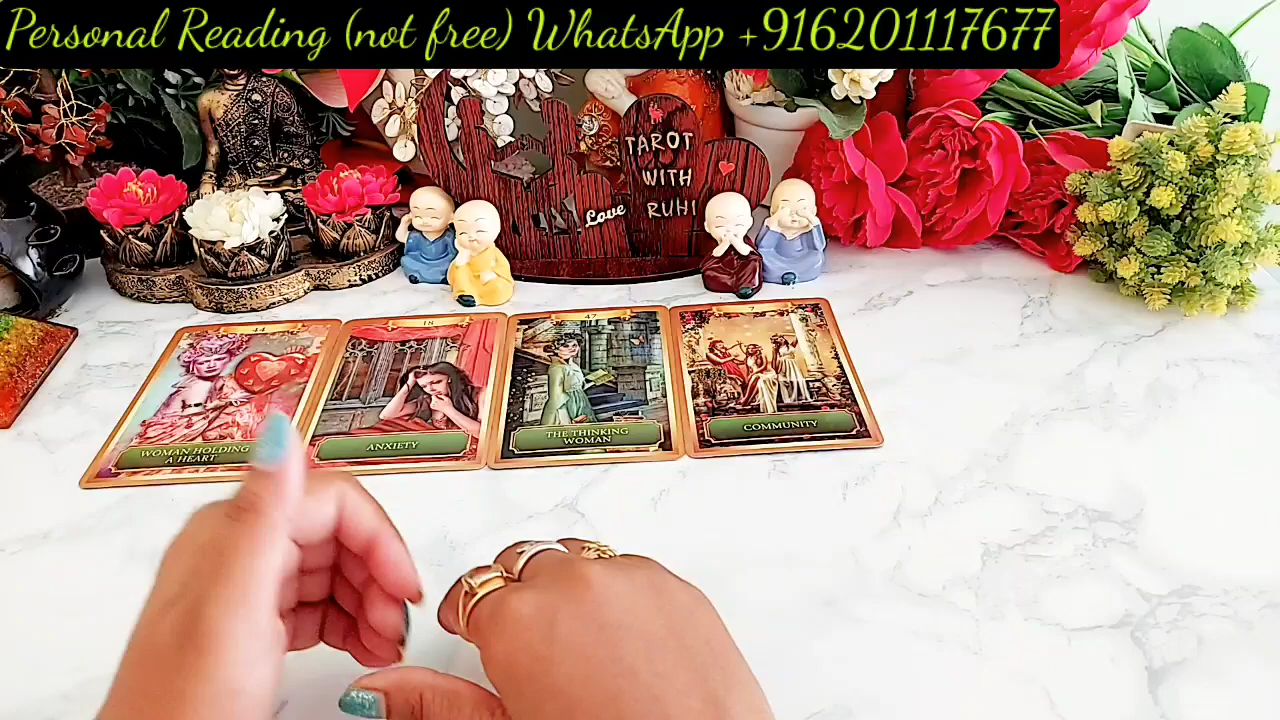 Personal Reading (not free) WhatsApp +916201117677
TAROT
WITH
RUHI
Love
44
WOMAN HOLDING
A HEART
18
ANXIETY
47
THE THINKING
WOMAN
7
COMMUNITY